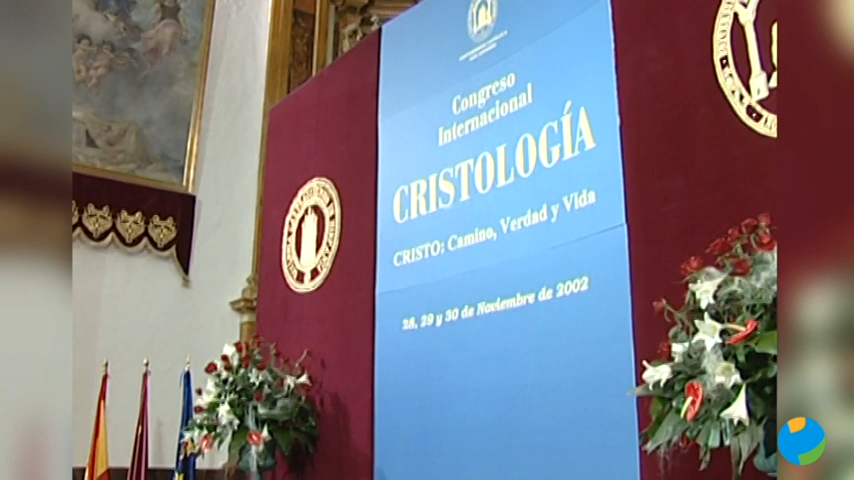 Congreso
Internacional
CRISTOLOGÍA
CRISTO: Camino, Verdad y Vida
28, 29 y 30 de Noviembre de 2002